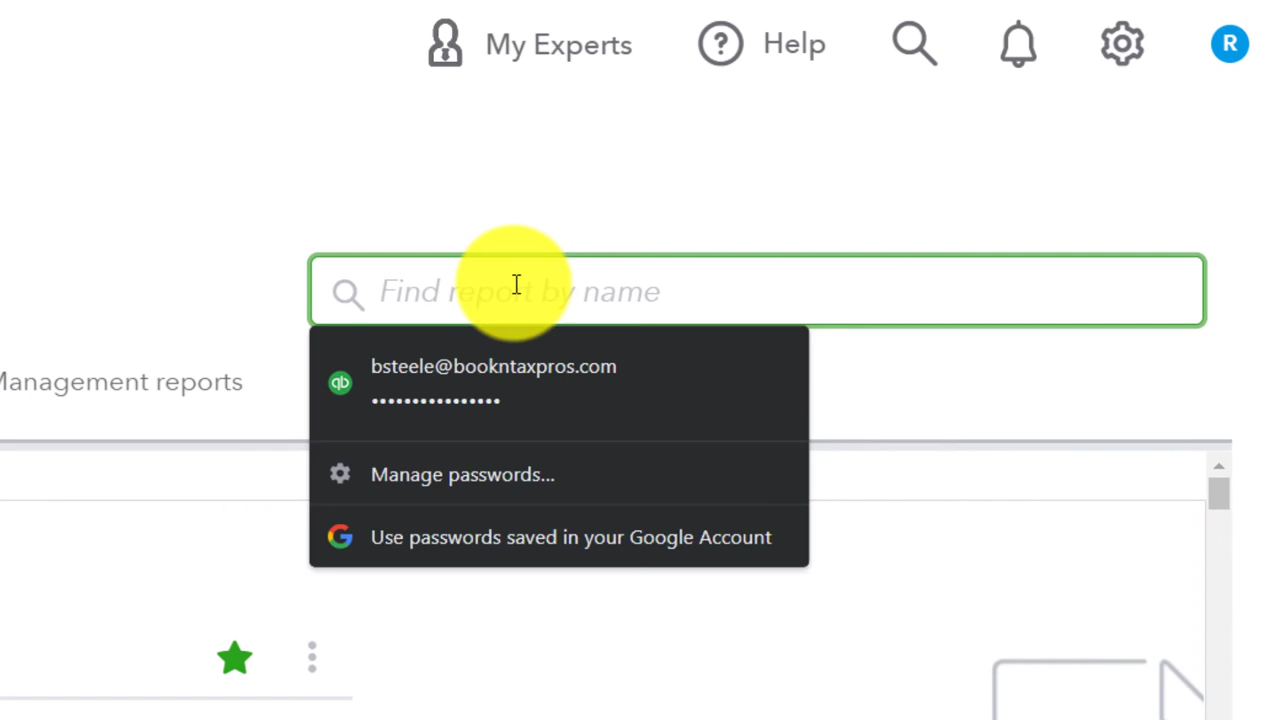 My Experts
Help
R
Find report by name
Management reports
qb
bsteele@bookntaxpros.com
••••••••••••••••
Manage passwords...
Use passwords saved in your Google Account